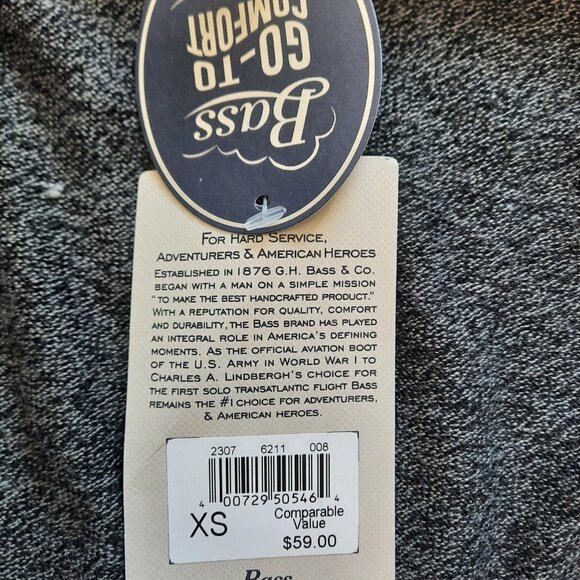 Bass
GO-TO
COMFORT
FOR HARD SERVICE,
ADVENTURERS & AMERICAN HEROES
ESTABLISHED IN 1876 G.H. BASS & CO.
BEGAN WITH A MAN ON A SIMPLE MISSION
"TO MAKE THE BEST HANDCRAFTED PRODUCT."
WITH A REPUTATION FOR QUALITY, COMFORT
AND DURABILITY, THE BASS BRAND HAS PLAYED
AN INTEGRAL ROLE IN AMERICA'S DEFINING
MOMENTS. AS THE OFFICIAL AVIATION BOOT
OF THE U.S. ARMY IN WORLD WAR I TO
CHARLES A. LINDBERGH'S CHOICE FOR
THE FIRST SOLO TRANSATLANTIC FLIGHT BASS
REMAINS THE #1 CHOICE FOR ADVENTURERS,
& AMERICAN HEROES.
2307 6211 008
4 00729 50546 4
XS
Comparable
Value
$59.00
Bass